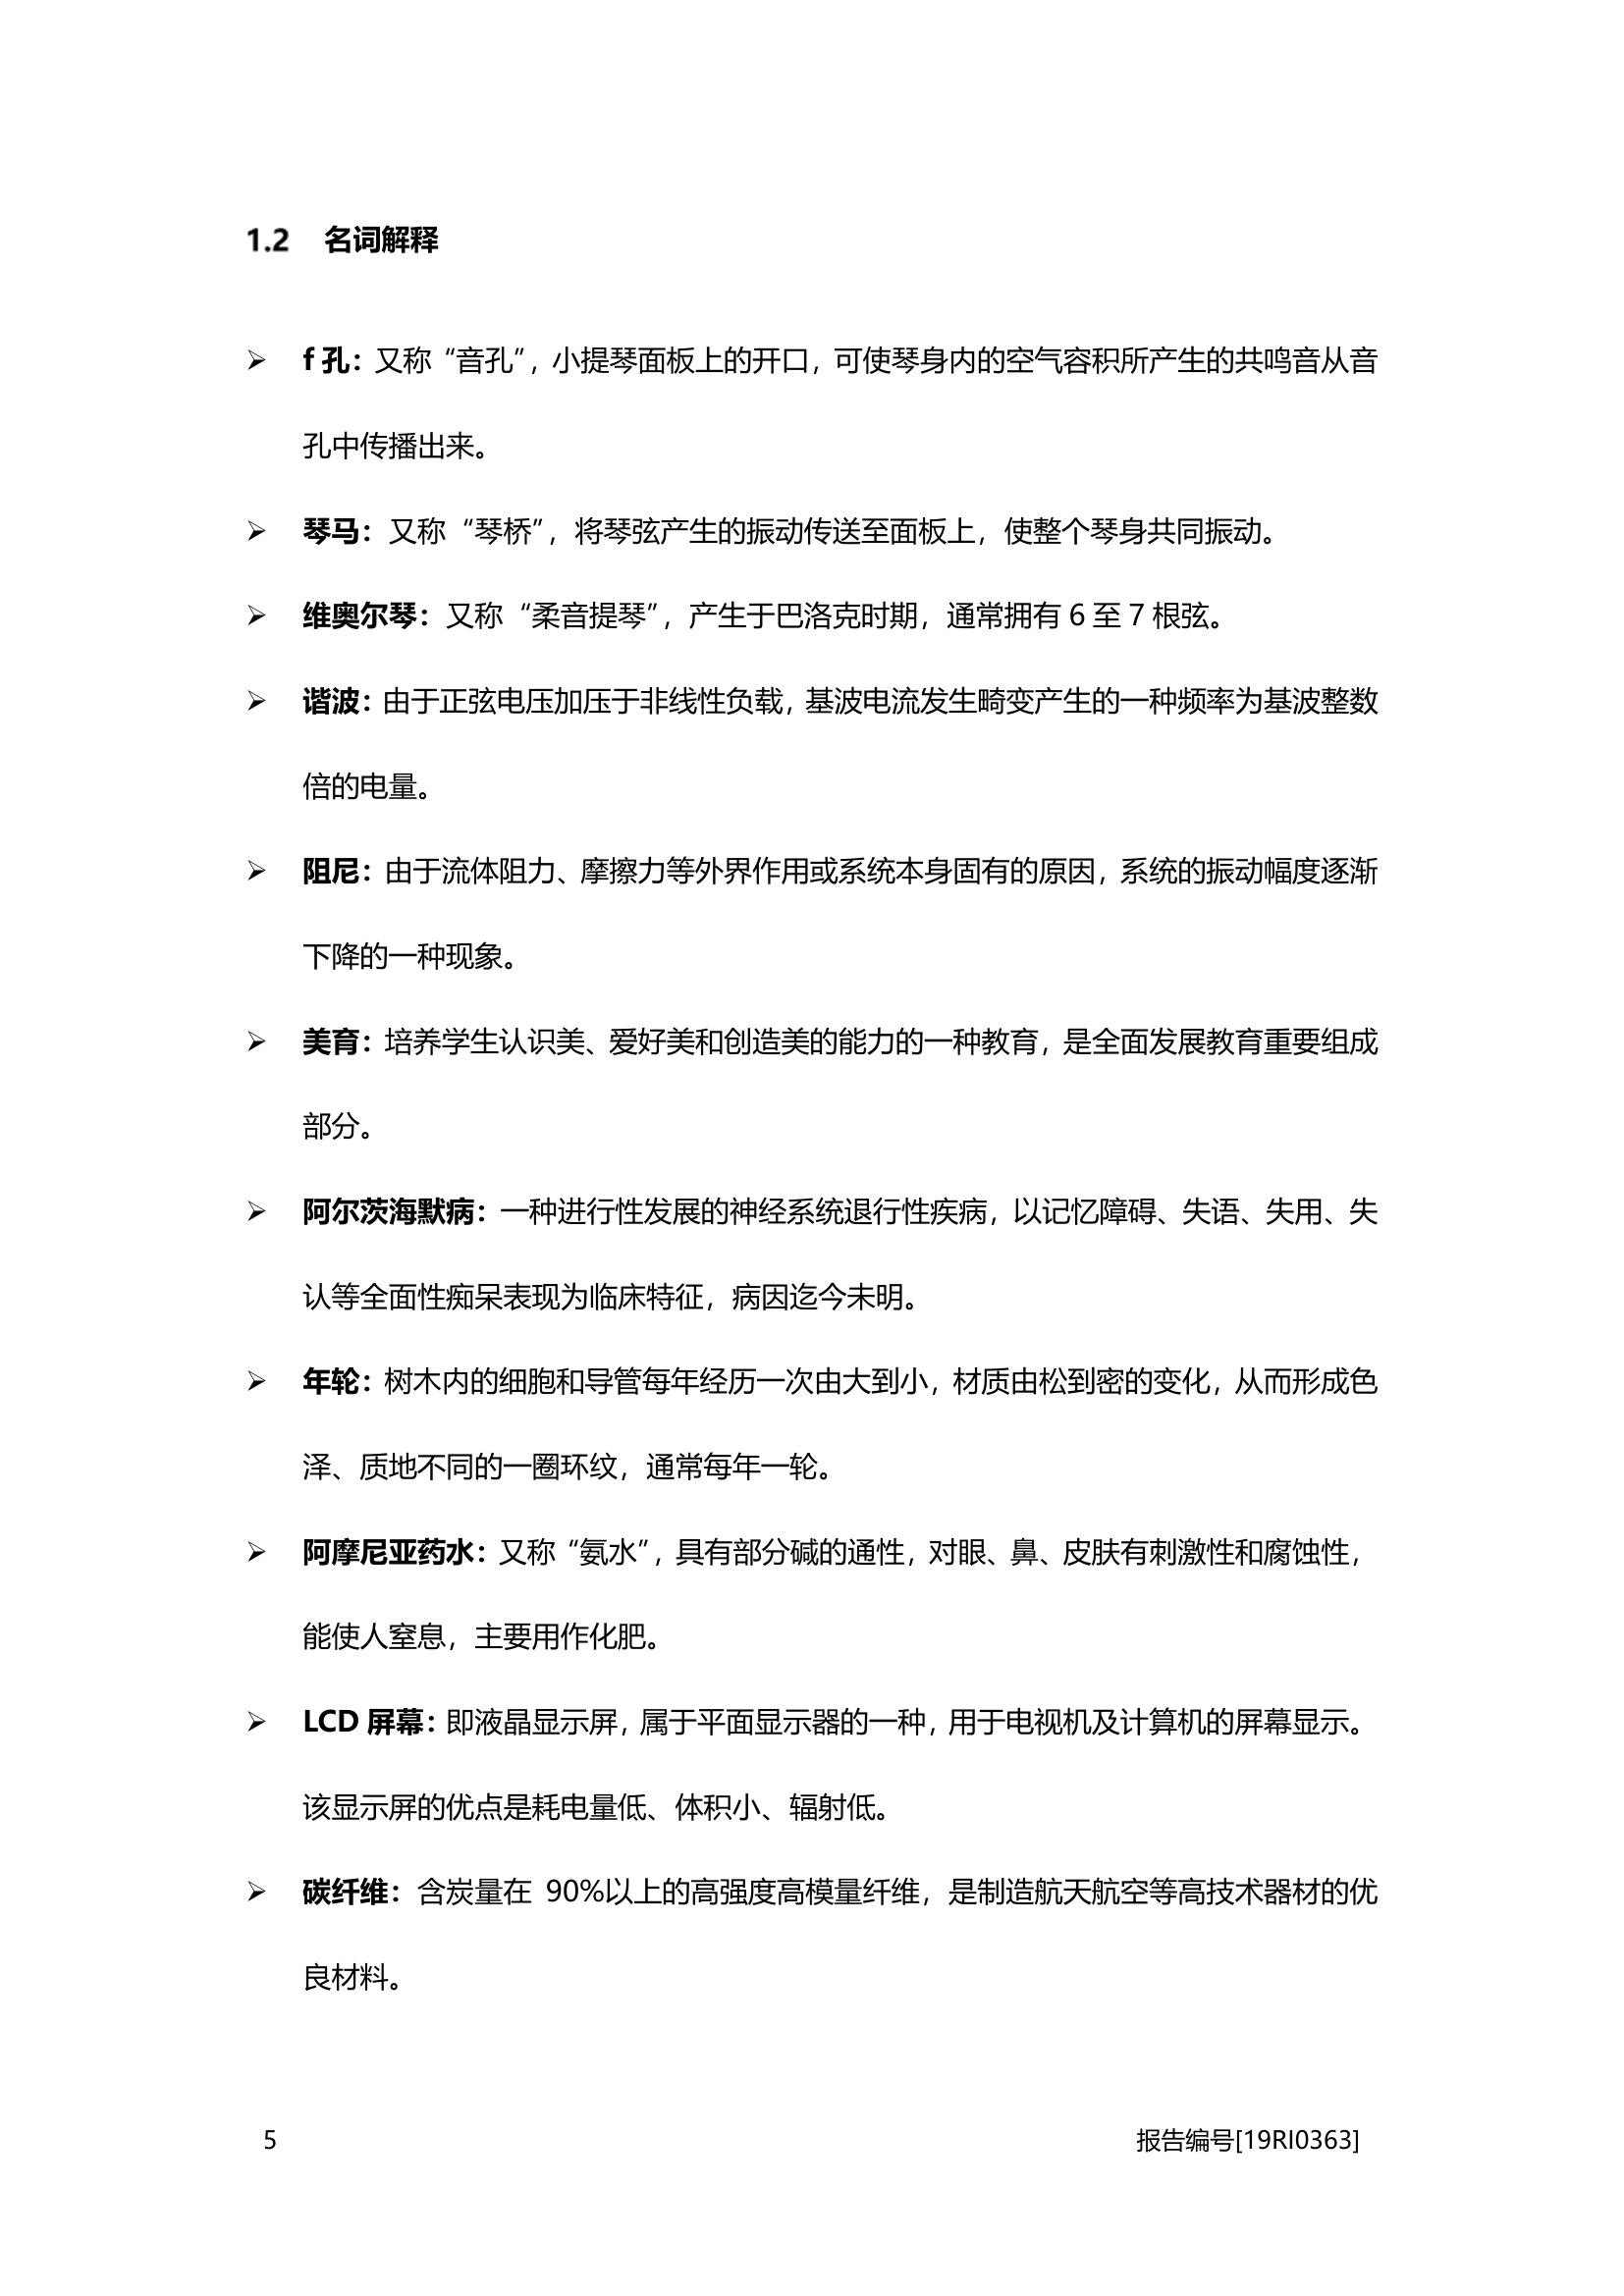 1.2 名词解释
➢ f 孔：又称“音孔”，小提琴面板上的开口，可使琴身内的空气容积所产生的共鸣音从音
孔中传播出来。
➢ 琴马：又称“琴桥”，将琴弦产生的振动传送至面板上，使整个琴身共同振动。
➢ 维奥尔琴：又称“柔音提琴”，产生于巴洛克时期，通常拥有 6 至 7 根弦。
➢ 谐波：由于正弦电压加压于非线性负载，基波电流发生畸变产生的一种频率为基波整数
倍的电量。
➢ 阻尼：由于流体阻力、摩擦力等外界作用或系统本身固有的原因，系统的振动幅度逐渐
下降的一种现象。
➢ 美育：培养学生认识美、爱好美和创造美的能力的一种教育，是全面发展教育重要组成
部分。
➢ 阿尔茨海默病：一种进行性发展的神经系统退行性疾病，以记忆障碍、失语、失用、失
认等全面性痴呆表现为临床特征，病因迄今未明。
➢ 年轮：树木内的细胞和导管每年经历一次由大到小，材质由松到密的变化，从而形成色
泽、质地不同的一圈环纹，通常每年一轮。
➢ 阿摩尼亚药水：又称“氨水”，具有部分碱的通性，对眼、鼻、皮肤有刺激性和腐蚀性，
能使人窒息，主要用作化肥。
➢ LCD 屏幕：即液晶显示屏，属于平面显示器的一种，用于电视机及计算机的屏幕显示。
该显示屏的优点是耗电量低、体积小、辐射低。
➢ 碳纤维：含炭量在 90%以上的高强度高模量纤维，是制造航天航空等高技术器材的优
良材料。
5 报告编号[19RI0363]